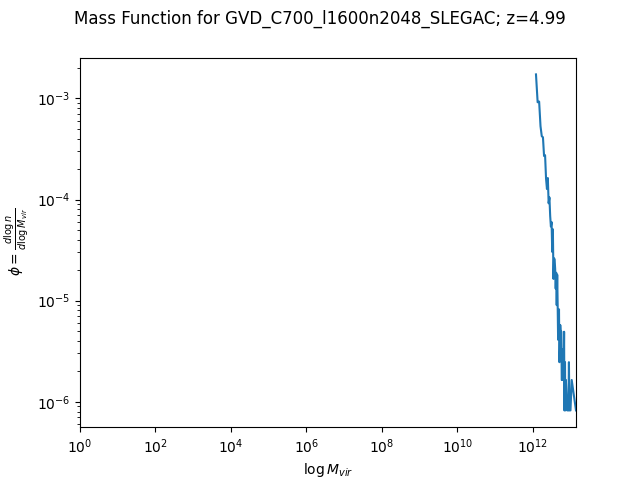 Mass Function for GVD_C700_l1600n2048_SLEGAC; z=4.99
ϕ = d log n / d log M_vir
10^-3
10^-4
10^-5
10^-6
10^0 10^2 10^4 10^6 10^8 10^10 10^12
log M_vir